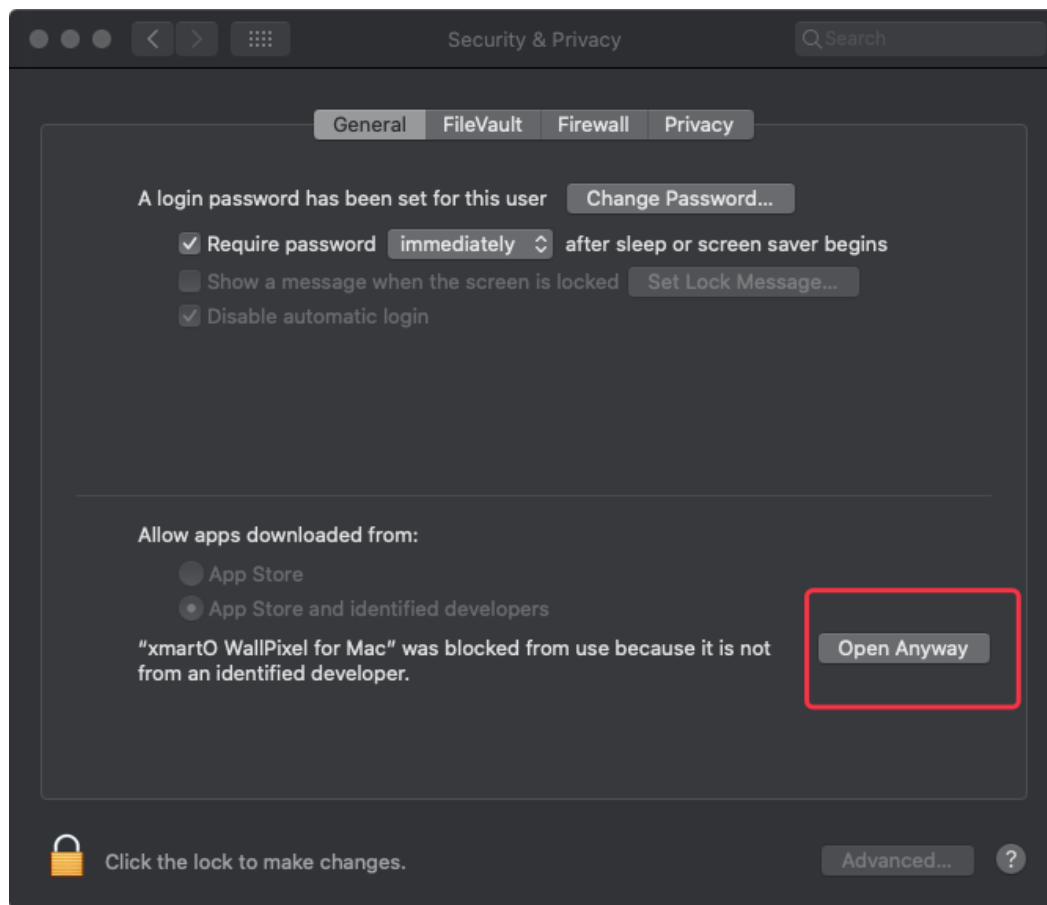 Security & Privacy
Search
General FileVault Firewall Privacy
A login password has been set for this user Change Password...
Require password immediately after sleep or screen saver begins
Show a message when the screen is locked Set Lock Message...
Disable automatic login
Allow apps downloaded from:
App Store
App Store and identified developers
“xmartO WallPixel for Mac” was blocked from use because it is not
from an identified developer.
Open Anyway
Click the lock to make changes.
Advanced...
?